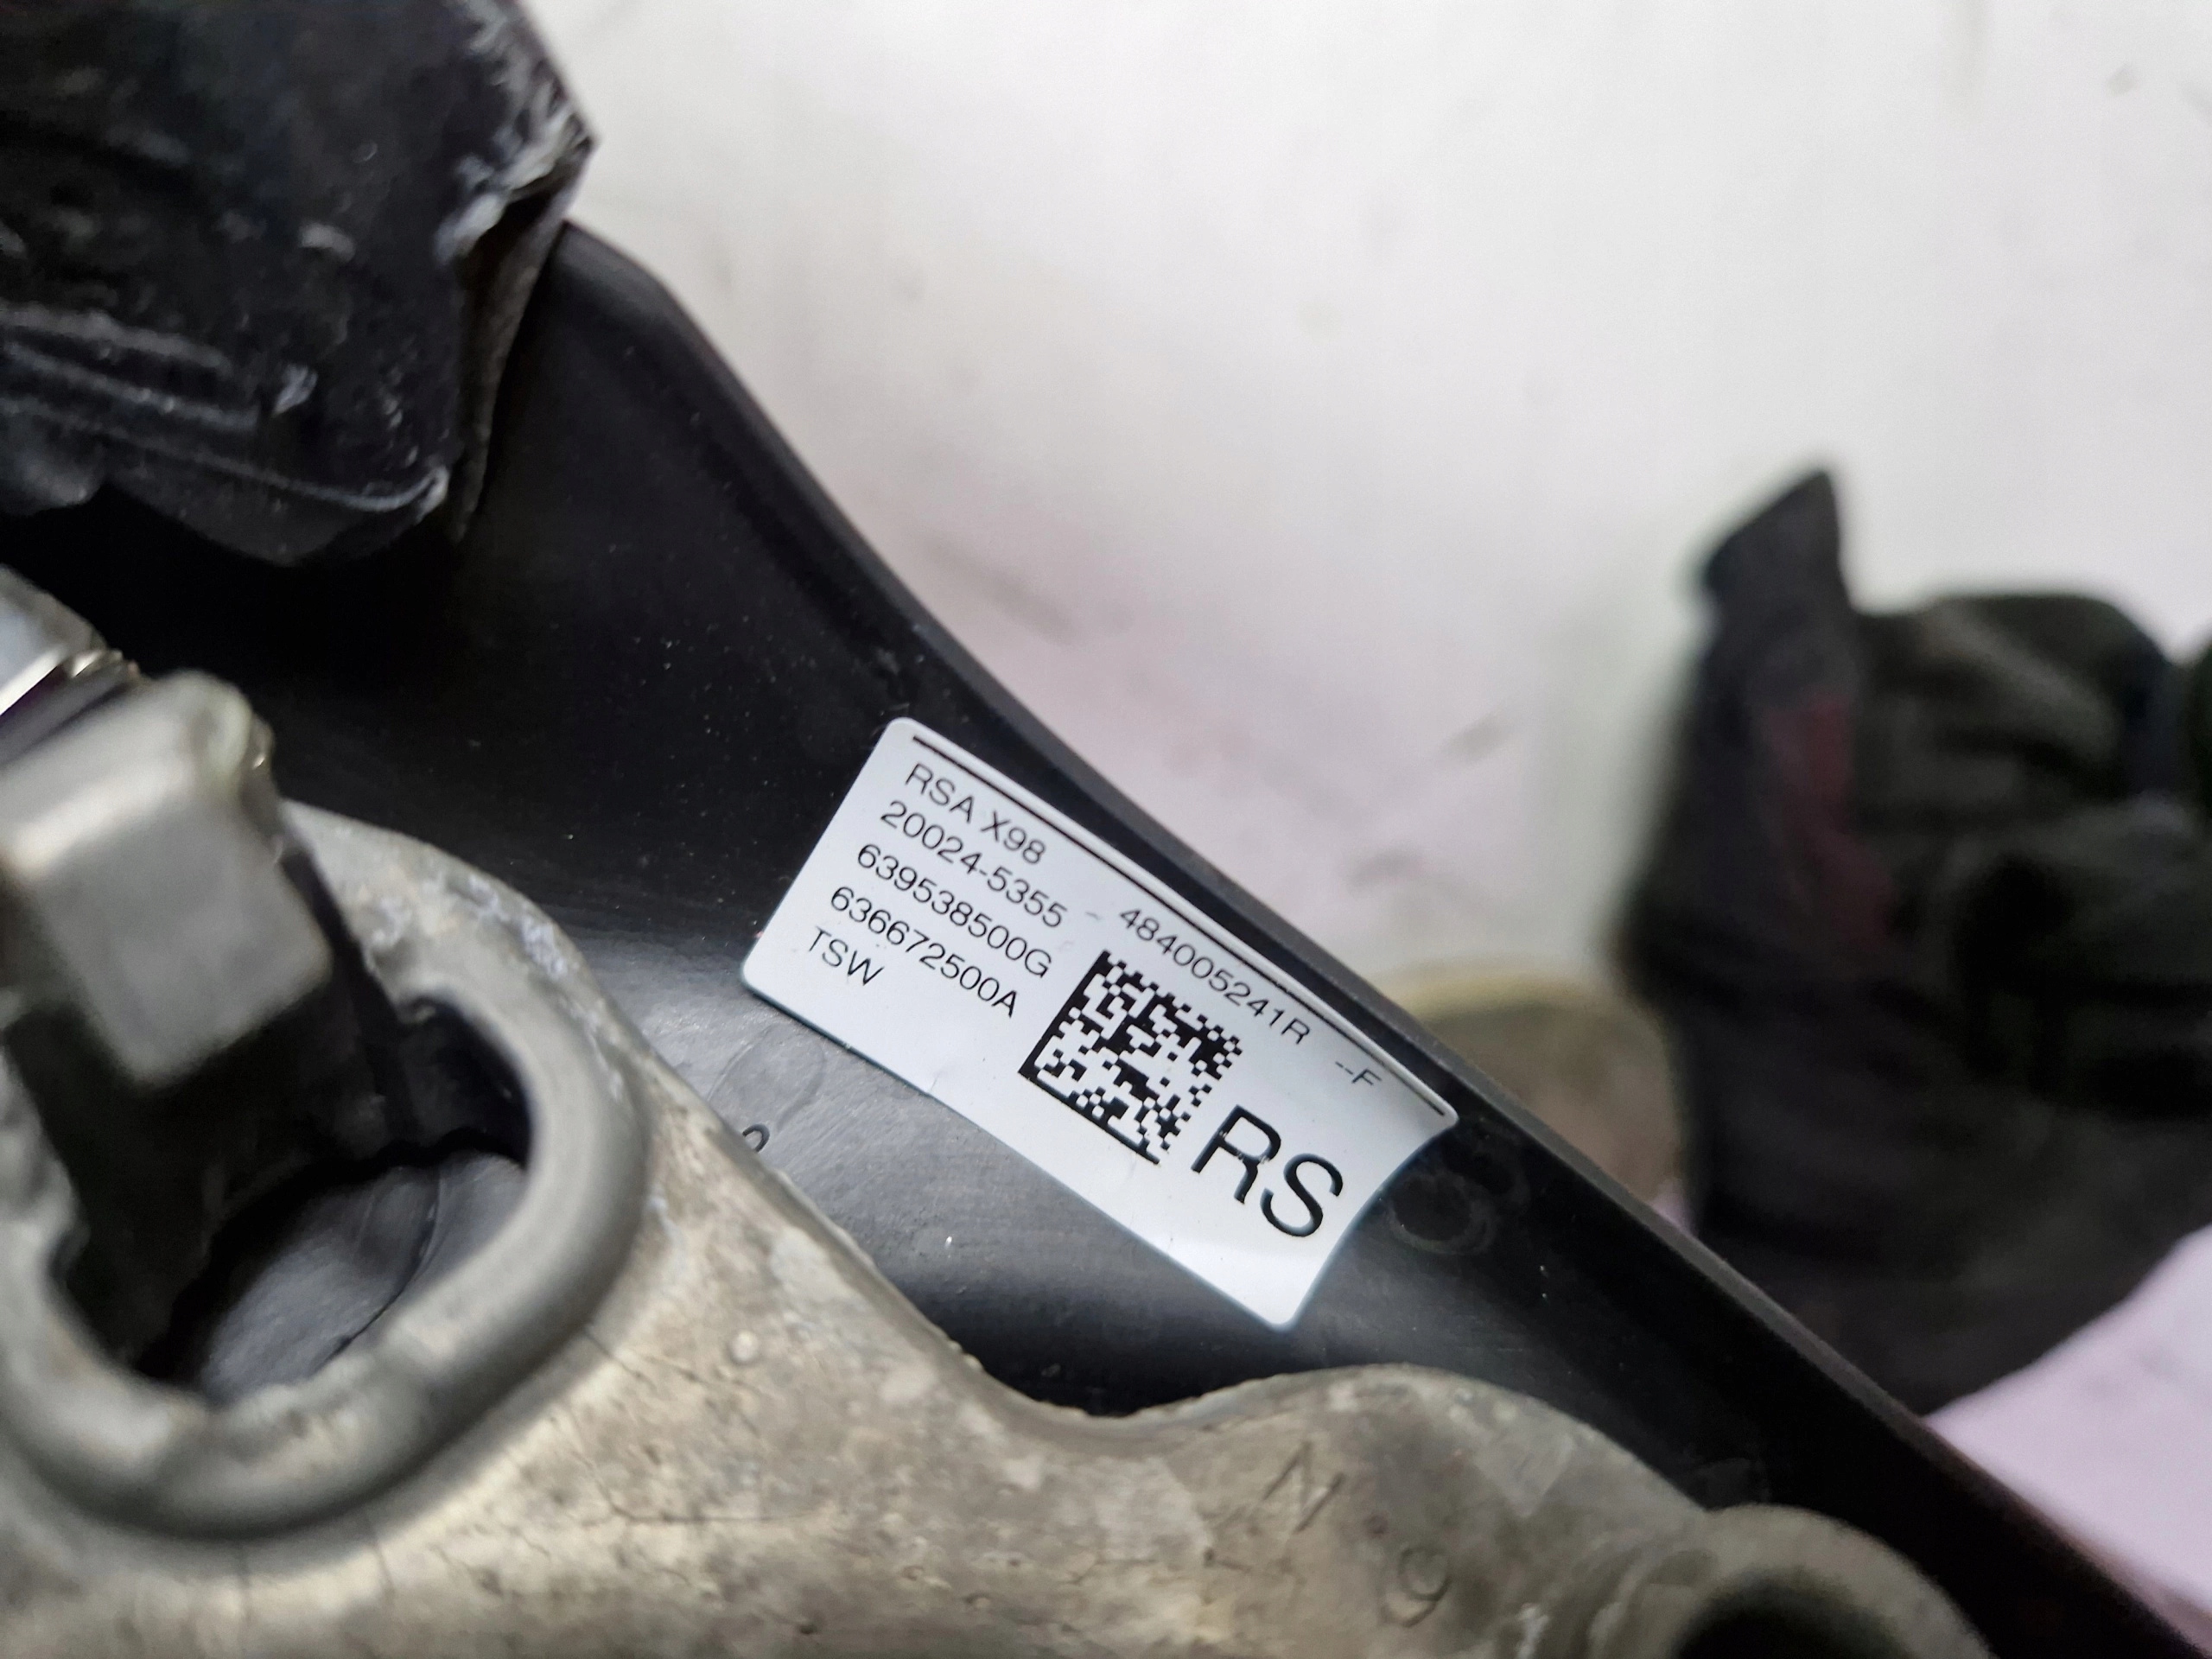 RSA X98
20024-5355 - 484005241R --F
639538500G
636672500A
TSW
RS